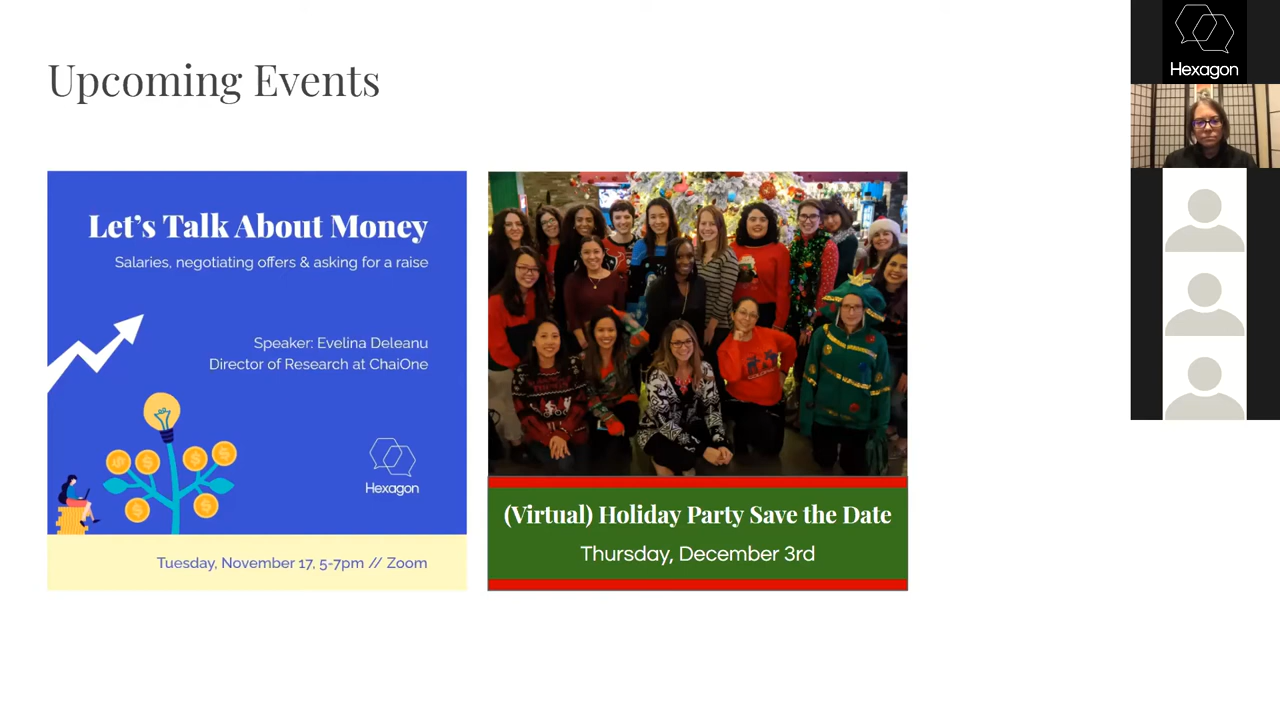 Upcoming Events
Let's Talk About Money
Salaries, negotiating offers & asking for a raise
Speaker: Evelina Deleanu
Director of Research at ChaiOne
Hexagon
Tuesday, November 17, 5-7pm // Zoom
(Virtual) Holiday Party Save the Date
Thursday, December 3rd
Hexagon